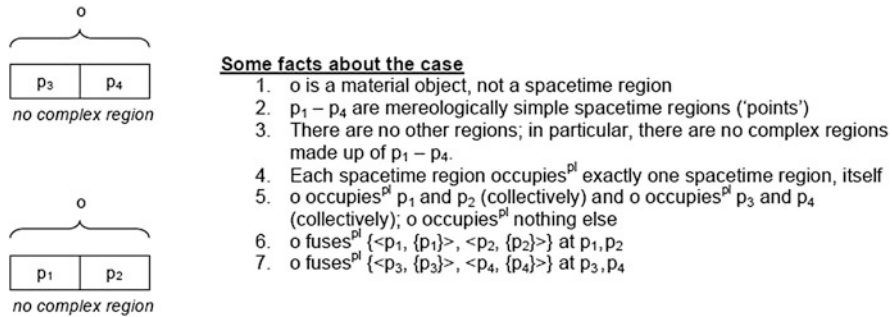 o
p₃ p₄
no complex region
o
p₁ p₂
no complex region
Some facts about the case
1. o is a material object, not a spacetime region
2. p₁ – p₄ are mereologically simple spacetime regions (‘points’)
3. There are no other regions; in particular, there are no complex regions
made up of p₁ – p₄.
4. Each spacetime region occupiesᵖˡ exactly one spacetime region, itself
5. o occupiesᵖˡ p₁ and p₂ (collectively) and o occupiesᵖˡ p₃ and p₄
(collectively); o occupiesᵖˡ nothing else
6. o fusesᵖˡ {<p₁, {p₁}>, <p₂, {p₂}>} at p₁,p₂
7. o fusesᵖˡ {<p₃, {p₃}>, <p₄, {p₄}>} at p₃,p₄